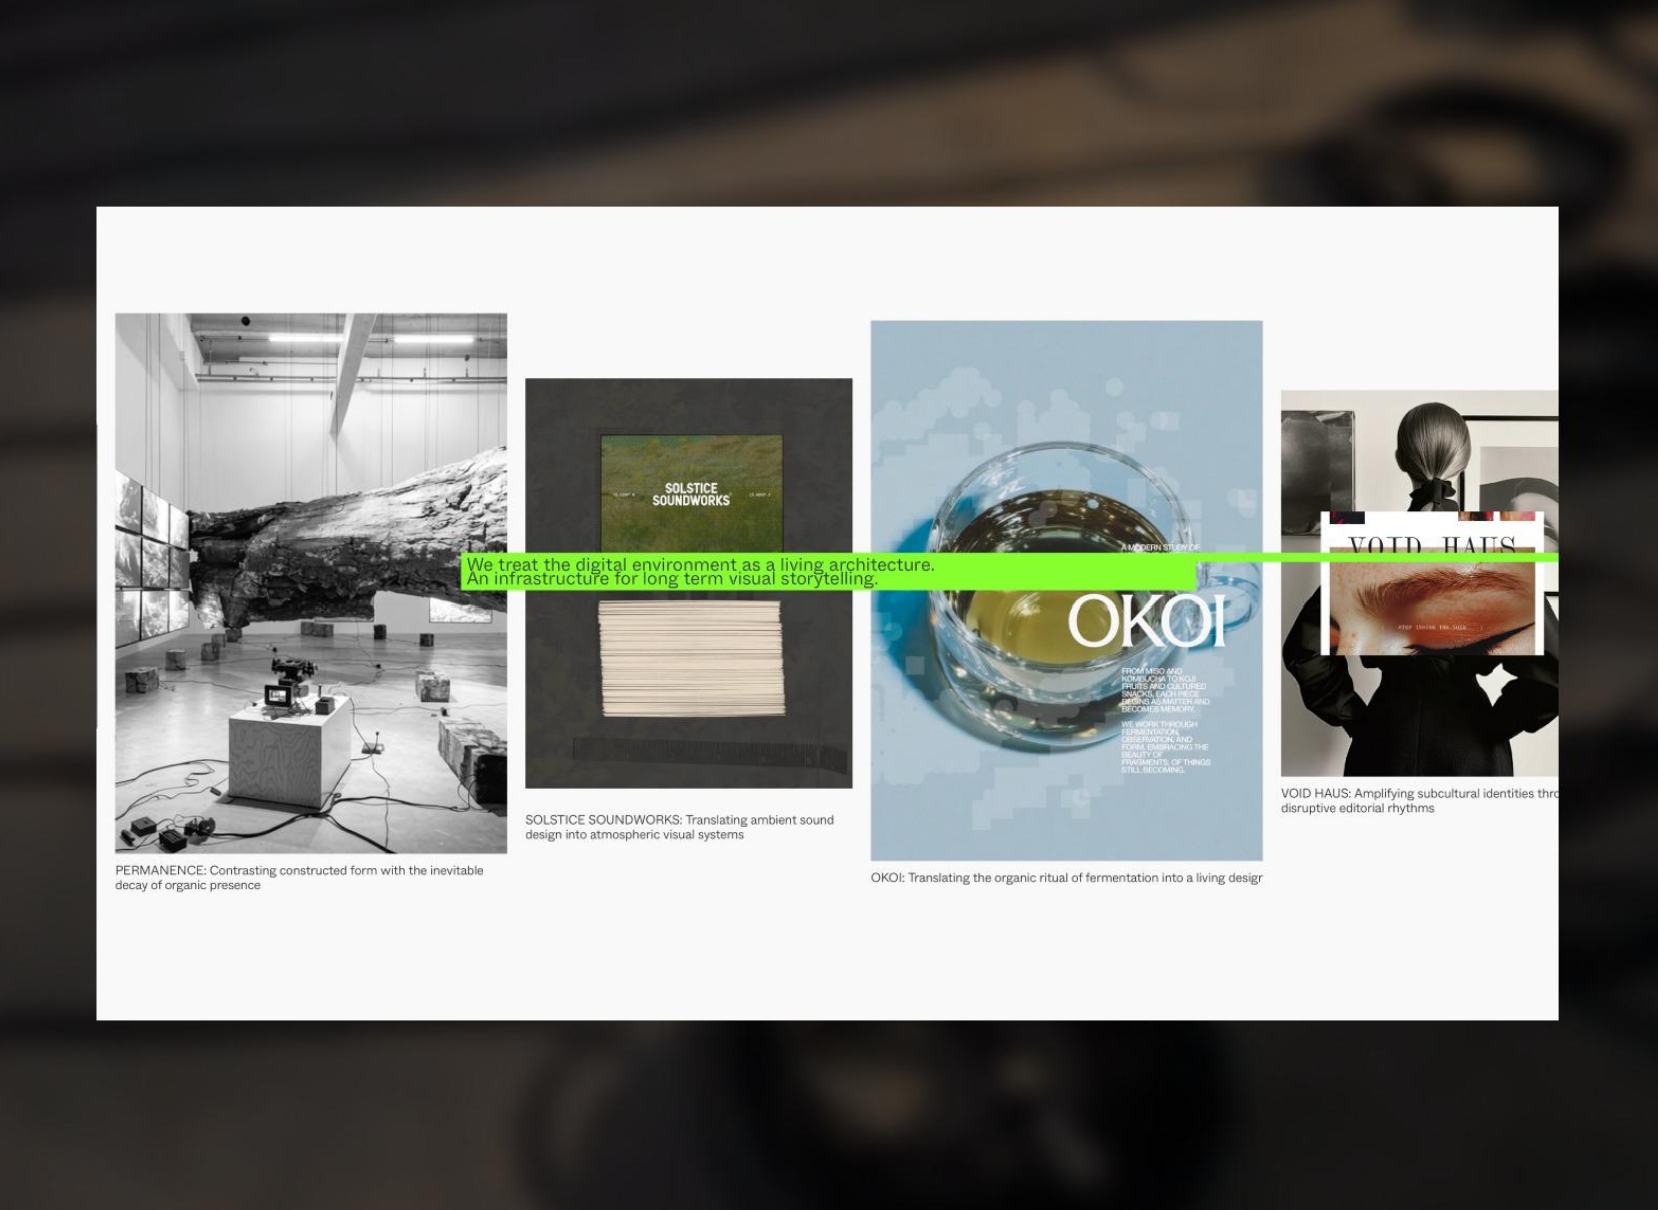 SOLSTICE
SOUNDWORKS
We treat the digital environment as a living architecture.
An infrastructure for long term visual storytelling.
A MODERN STUDY OF
OKOI
FROM MISO AND
KOMBUCHA TO KOJI
FRUITS AND CULTURED
SNACKS, EACH PIECE
BEGINS AS MATTER AND
BECOMES MEMORY.
WE WORK THROUGH
FERMENTATION,
OBSERVATION, AND
FORM, EMBRACING THE
BEAUTY OF
FRAGMENTS, OF THINGS
STILL BECOMING.
VOID HAUS
STEP INSIDE THE VOID
PERMANENCE: Contrasting constructed form with the inevitable
decay of organic presence
SOLSTICE SOUNDWORKS: Translating ambient sound
design into atmospheric visual systems
OKOI: Translating the organic ritual of fermentation into a living
VOID HAUS: Amplifying subcultural identities
disruptive editorial rhythms